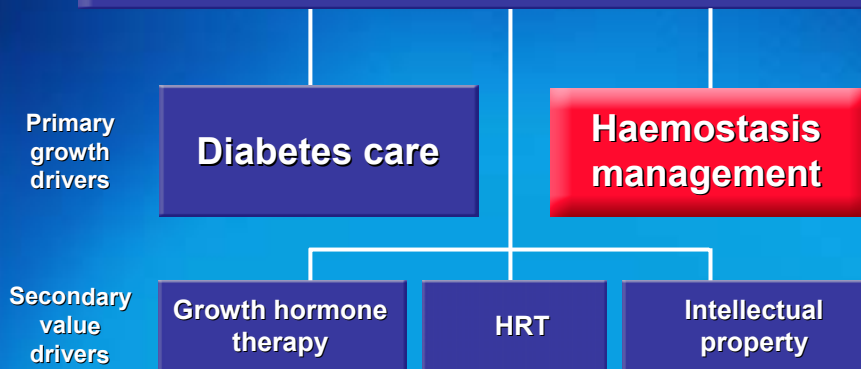 Primary
growth
drivers
Diabetes care
Haemostasis
management
Secondary
value
drivers
Growth hormone
therapy
HRT
Intellectual
property